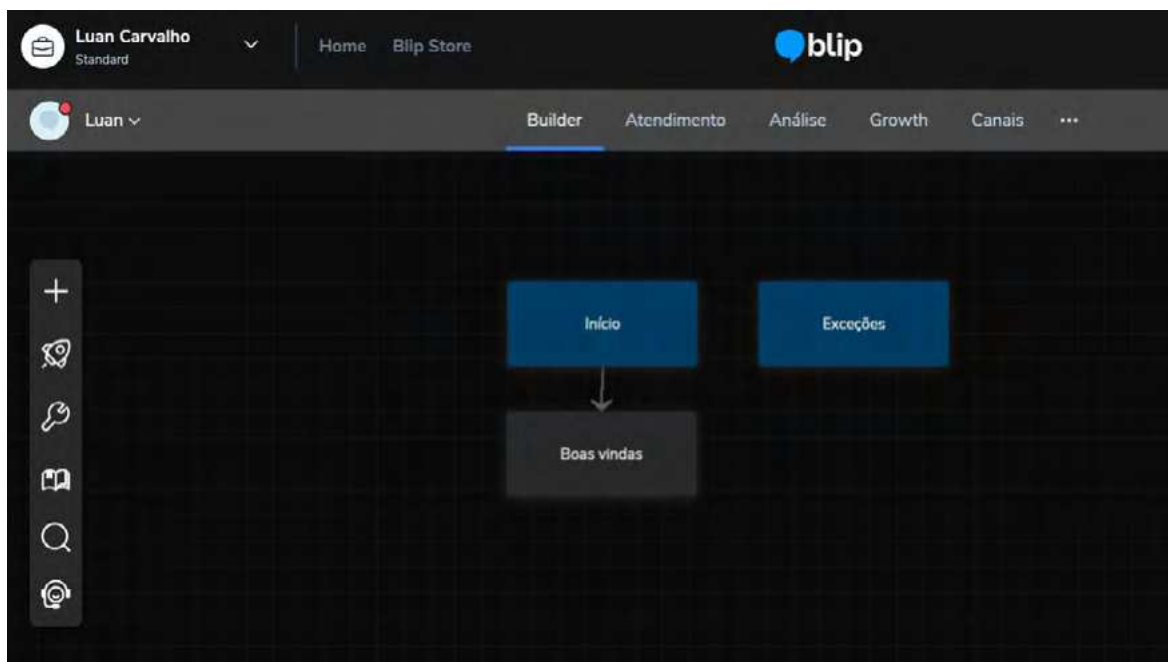 Luan Carvalho
Standard
Home Blip Store
blip
Luan
Builder Atendimento Análise Growth Canais
Início
Exceções
Boas vindas